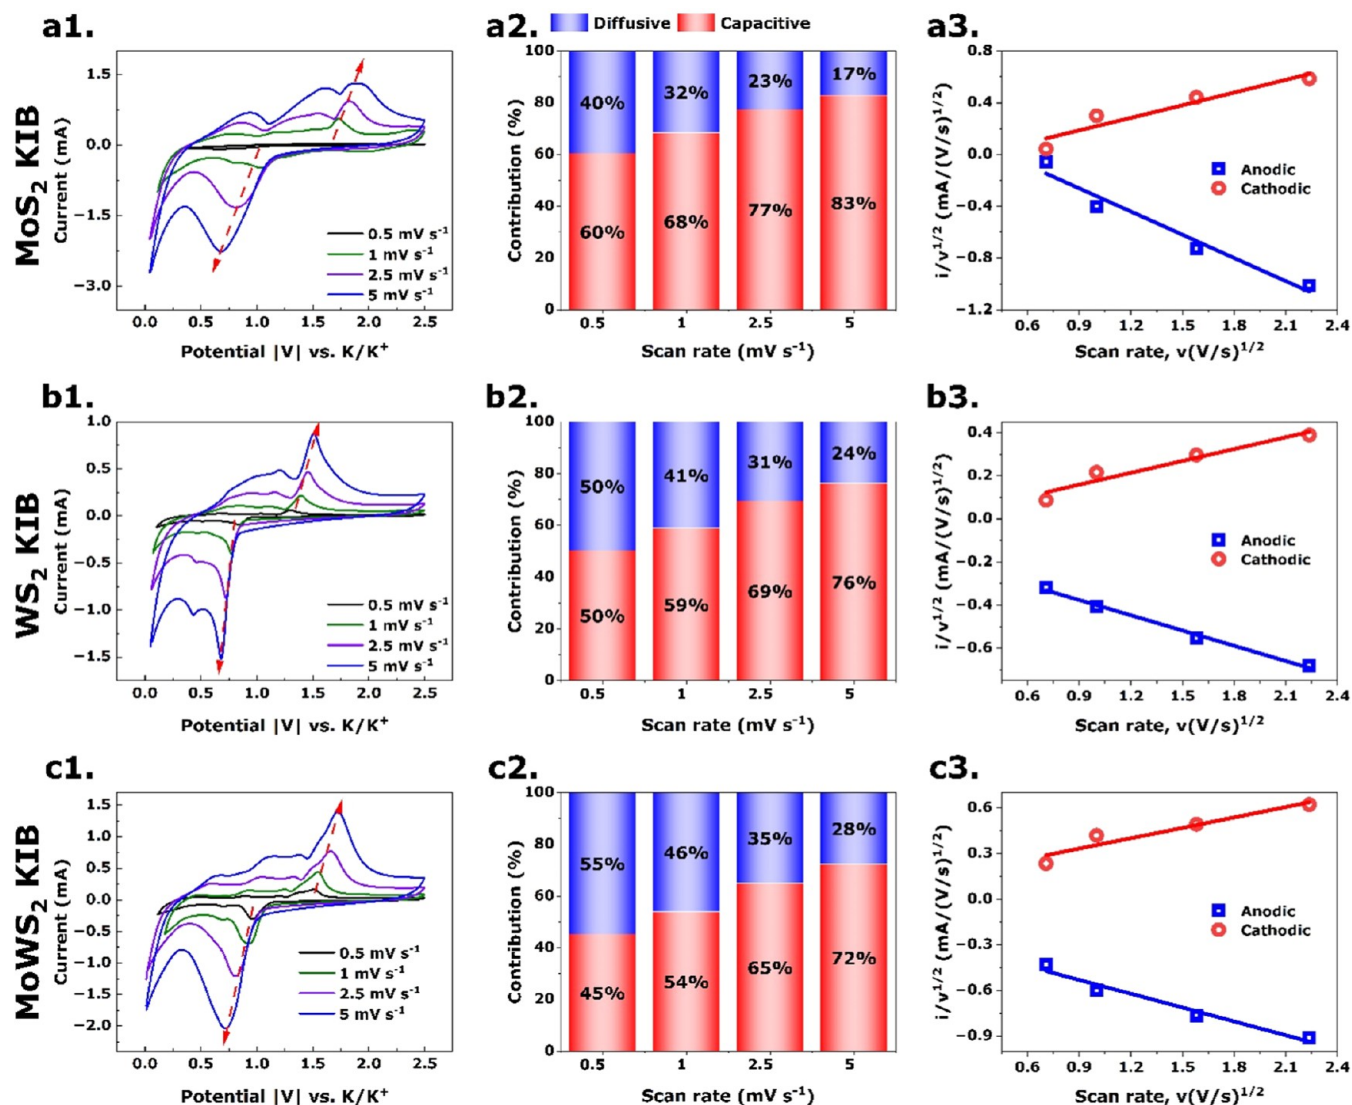 a1.
a2.
Diffusive
Capacitive
a3.
MoS₂ KIB
Current (mA)
1.5
0.0
−1.5
−3.0
0.5 mV s⁻¹
1 mV s⁻¹
2.5 mV s⁻¹
5 mV s⁻¹
0.0 0.5 1.0 1.5 2.0 2.5
Potential |V| vs. K/K⁺
Contribution (%)
100
80
60
40
20
0
40% 32% 23% 17%
60% 68% 77% 83%
0.5 1 2.5 5
Scan rate (mV s⁻¹)
i/v^1/2 (mA/(V/s)^1/2)
0.8
0.4
0.0
−0.4
−0.8
−1.2
Anodic
Cathodic
0.6 0.9 1.2 1.5 1.8 2.1 2.4
Scan rate, v(V/s)^1/2
b1.
b2.
b3.
WS₂ KIB
Current (mA)
1.0
0.5
0.0
−0.5
−1.0
−1.5
0.5 mV s⁻¹
1 mV s⁻¹
2.5 mV s⁻¹
5 mV s⁻¹
0.0 0.5 1.0 1.5 2.0 2.5
Potential |V| vs. K/K⁺
Contribution (%)
100
80
60
40
20
0
50% 41% 31% 24%
50% 59% 69% 76%
0.5 1 2.5 5
Scan rate (mV s⁻¹)
i/v^1/2 (mA/(V/s)^1/2)
0.4
0.2
0.0
−0.2
−0.4
−0.6
Anodic
Cathodic
0.6 0.9 1.2 1.5 1.8 2.1 2.4
Scan rate, v(V/s)^1/2
c1.
c2.
c3.
MoWS₂ KIB
Current (mA)
1.5
1.0
0.5
0.0
−0.5
−1.0
−1.5
−2.0
0.5 mV s⁻¹
1 mV s⁻¹
2.5 mV s⁻¹
5 mV s⁻¹
0.0 0.5 1.0 1.5 2.0 2.5
Potential |V| vs. K/K⁺
Contribution (%)
100
80
60
40
20
0
55% 46% 35% 28%
45% 54% 65% 72%
0.5 1 2.5 5
Scan rate (mV s⁻¹)
i/v^1/2 (mA/(V/s)^1/2)
0.6
0.3
0.0
−0.3
−0.6
−0.9
Anodic
Cathodic
0.6 0.9 1.2 1.5 1.8 2.1 2.4
Scan rate, v(V/s)^1/2